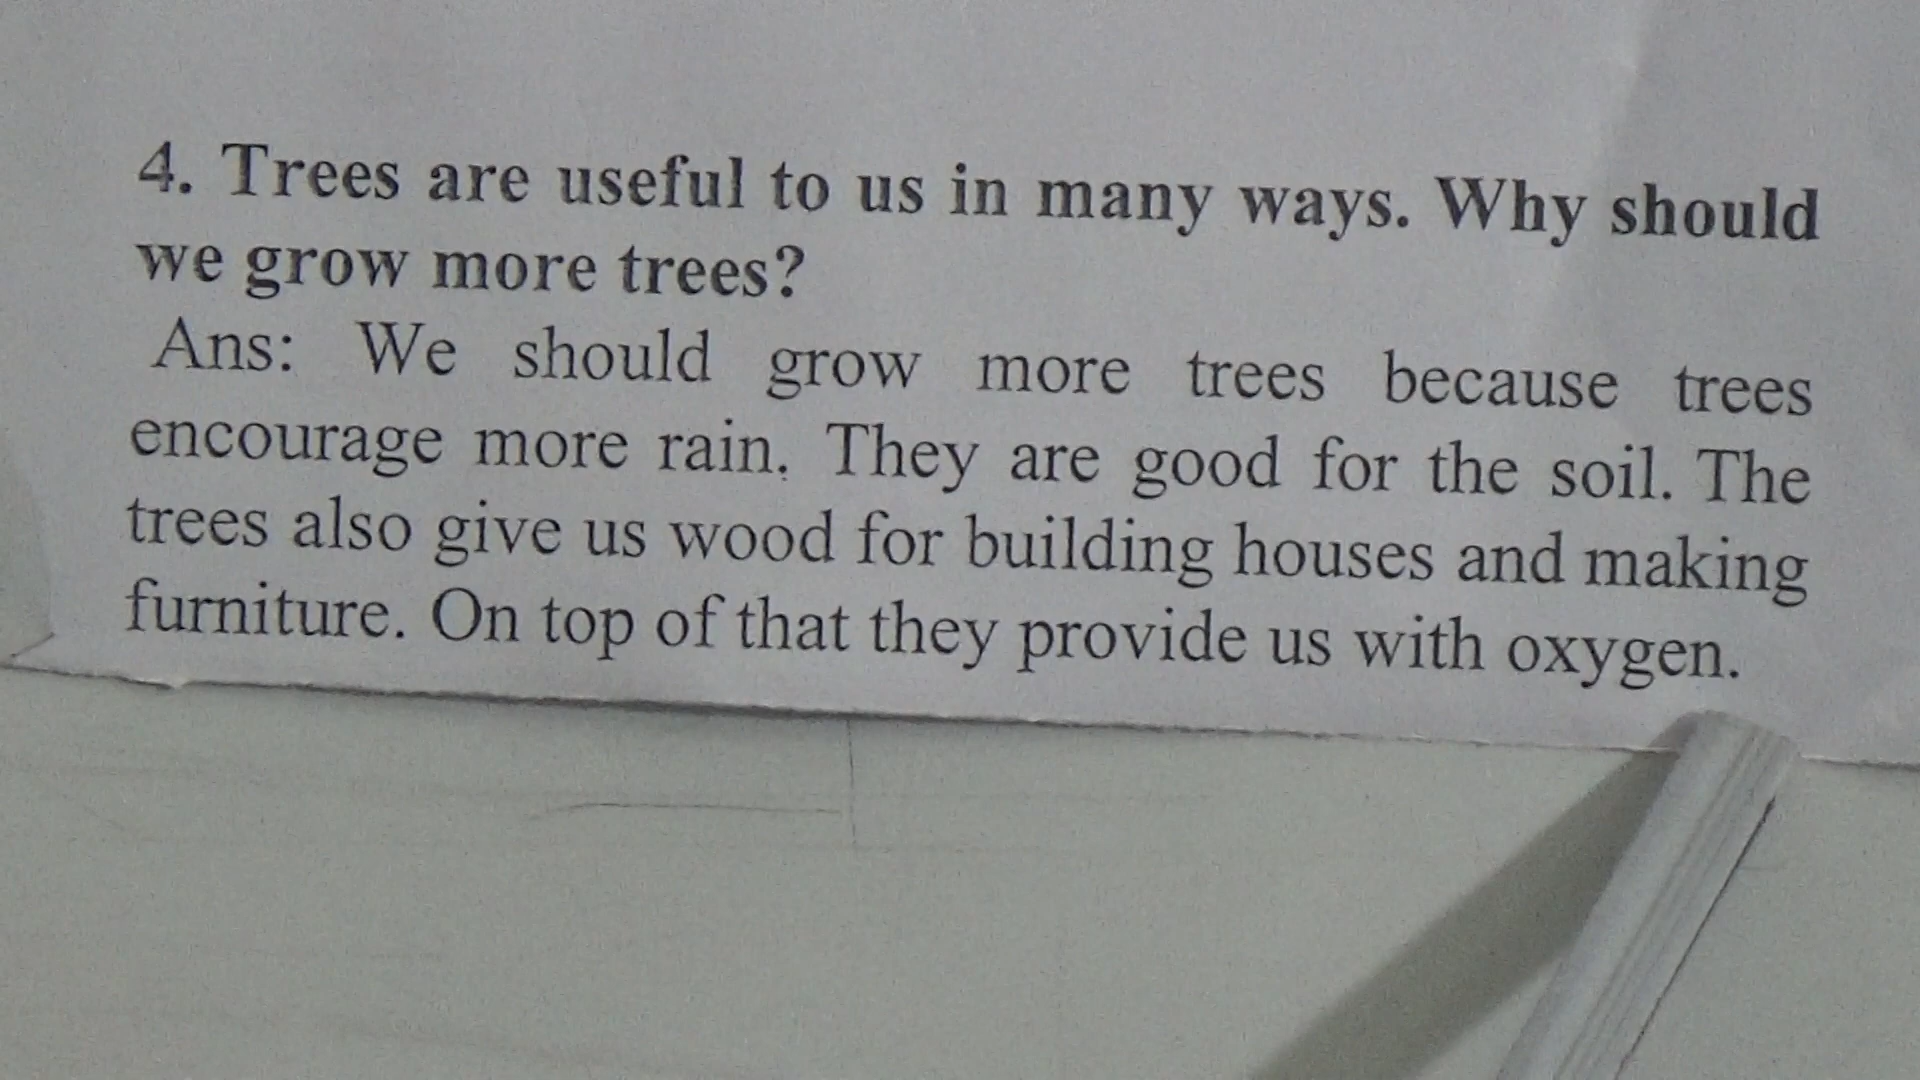 4. Trees are useful to us in many ways. Why should
we grow more trees?
Ans: We should grow more trees because trees
encourage more rain. They are good for the soil. The
trees also give us wood for building houses and making
furniture. On top of that they provide us with oxygen.